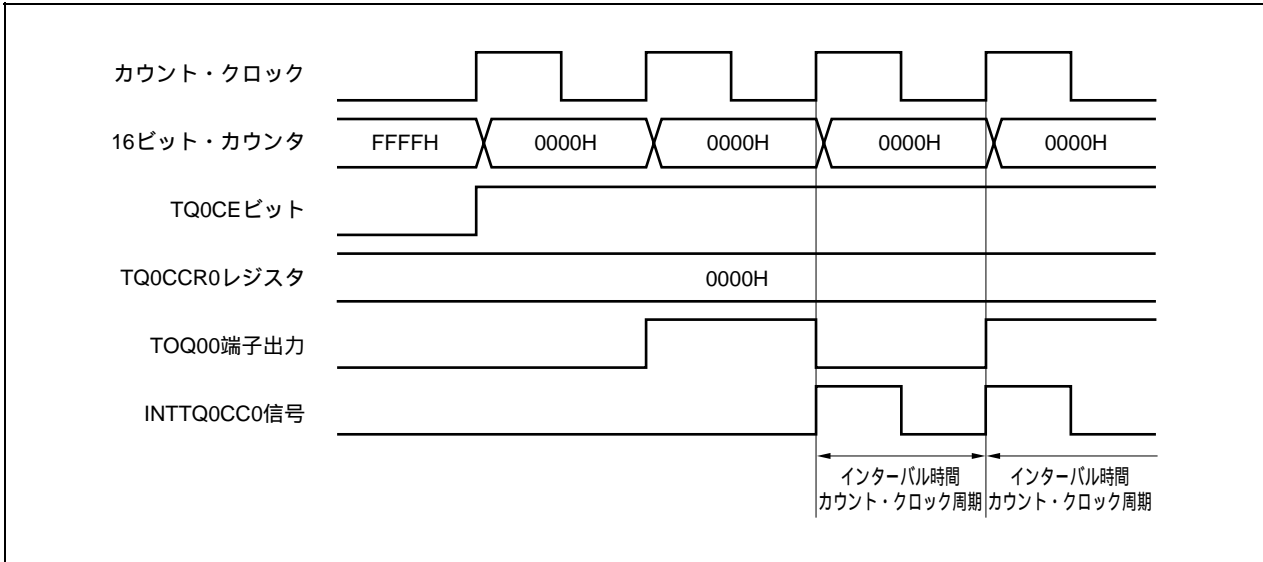 カウント・クロック
16ビット・カウンタ FFFFH 0000H 0000H 0000H 0000H
TQ0CEビット
TQ0CCR0レジスタ 0000H
TOQ00端子出力
INTTQ0CC0信号
インターバル時間 インターバル時間
カウント・クロック周期 カウント・クロック周期